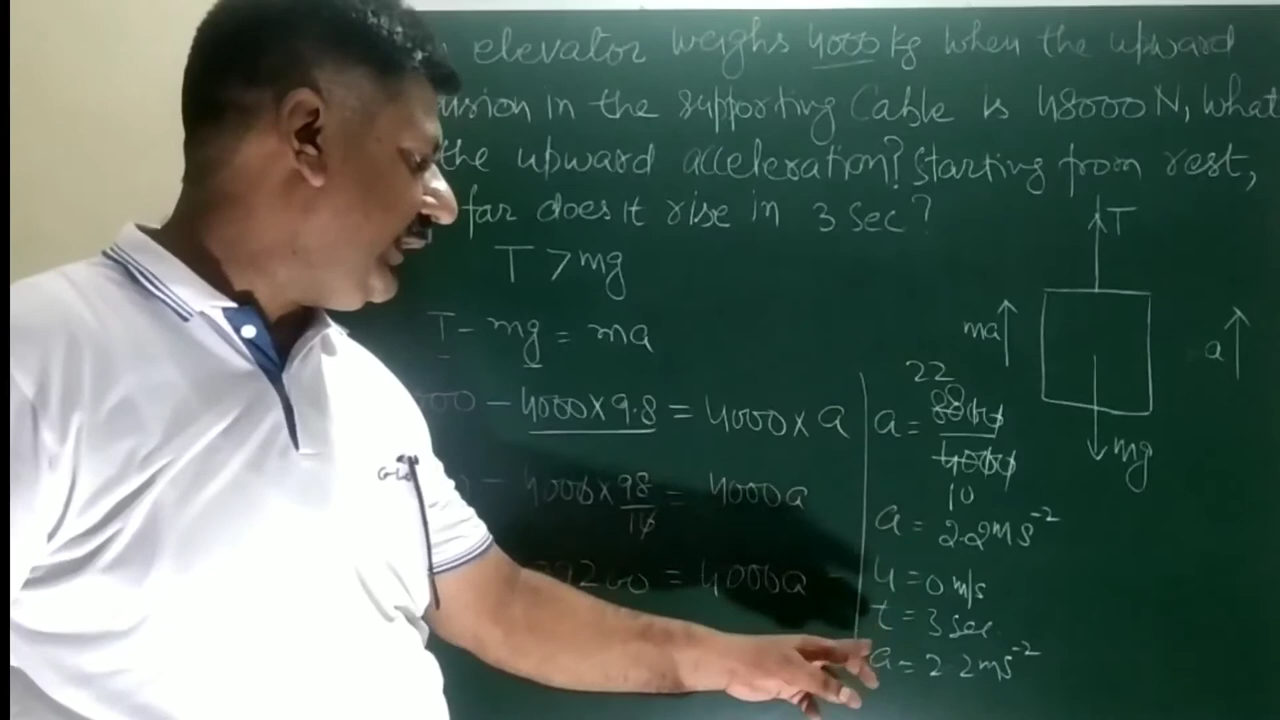 elevator weighs 4000 kg when the upward
in the supporting Cable is 48000 N, What
the upward acceleration? Starting from rest,
far does it rise in 3 Sec?
T > mg
T - mg = ma
000 - 4000 x 9.8 = 4000 x a
- 4000 x 98/10 = 4000a
39200 = 4000a
22
a = 8800/4000
10
a = 2.2 ms⁻²
u = 0 m/s
t = 3 sec
a = 2.2 ms⁻²
T
ma
a
mg